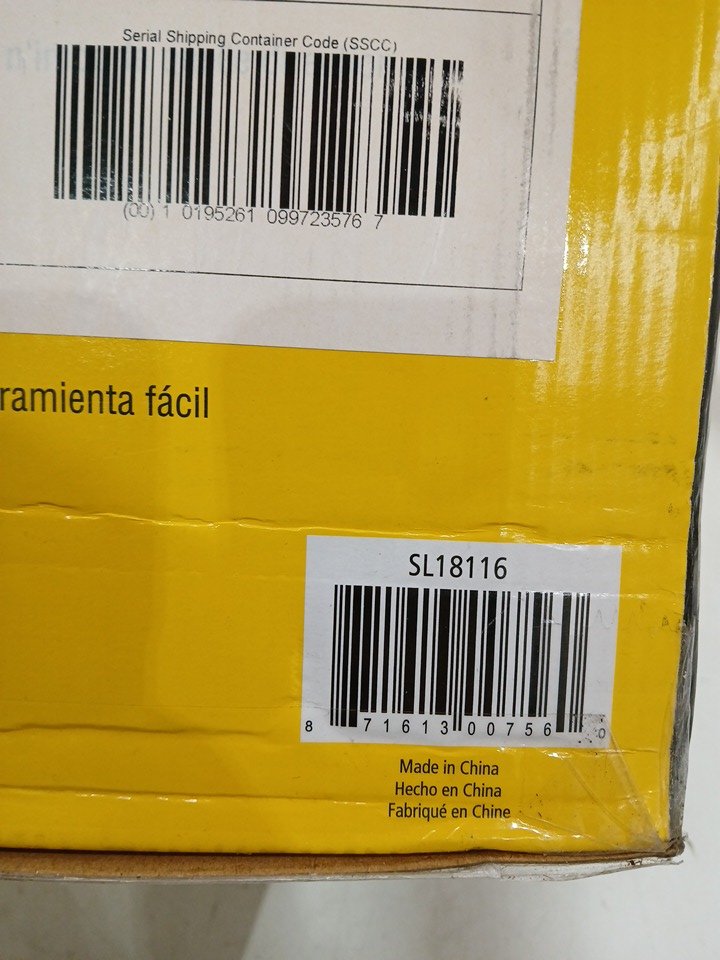 Serial Shipping Container Code (SSCC)
(00) 1 0195261 099723576 7
ramienta fácil
SL18116
8 71613 00756 0
Made in China
Hecho en China
Fabriqué en Chine